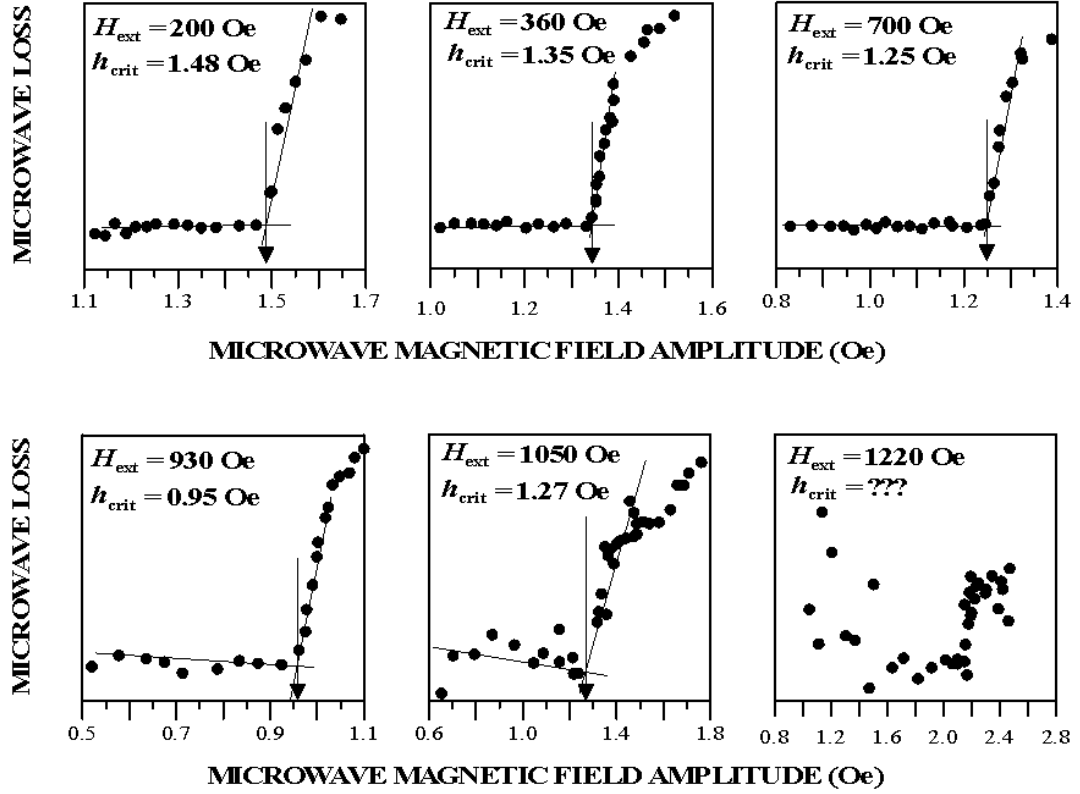 MICROWAVE LOSS
H_ext = 200 Oe
h_crit = 1.48 Oe
1.1 1.3 1.5 1.7
H_ext = 360 Oe
h_crit = 1.35 Oe
1.0 1.2 1.4 1.6
H_ext = 700 Oe
h_crit = 1.25 Oe
0.8 1.0 1.2 1.4
MICROWAVE MAGNETIC FIELD AMPLITUDE (Oe)
MICROWAVE LOSS
H_ext = 930 Oe
h_crit = 0.95 Oe
0.5 0.7 0.9 1.1
H_ext = 1050 Oe
h_crit = 1.27 Oe
0.6 1.0 1.4 1.8
H_ext = 1220 Oe
h_crit = ???
0.8 1.2 1.6 2.0 2.4 2.8
MICROWAVE MAGNETIC FIELD AMPLITUDE (Oe)